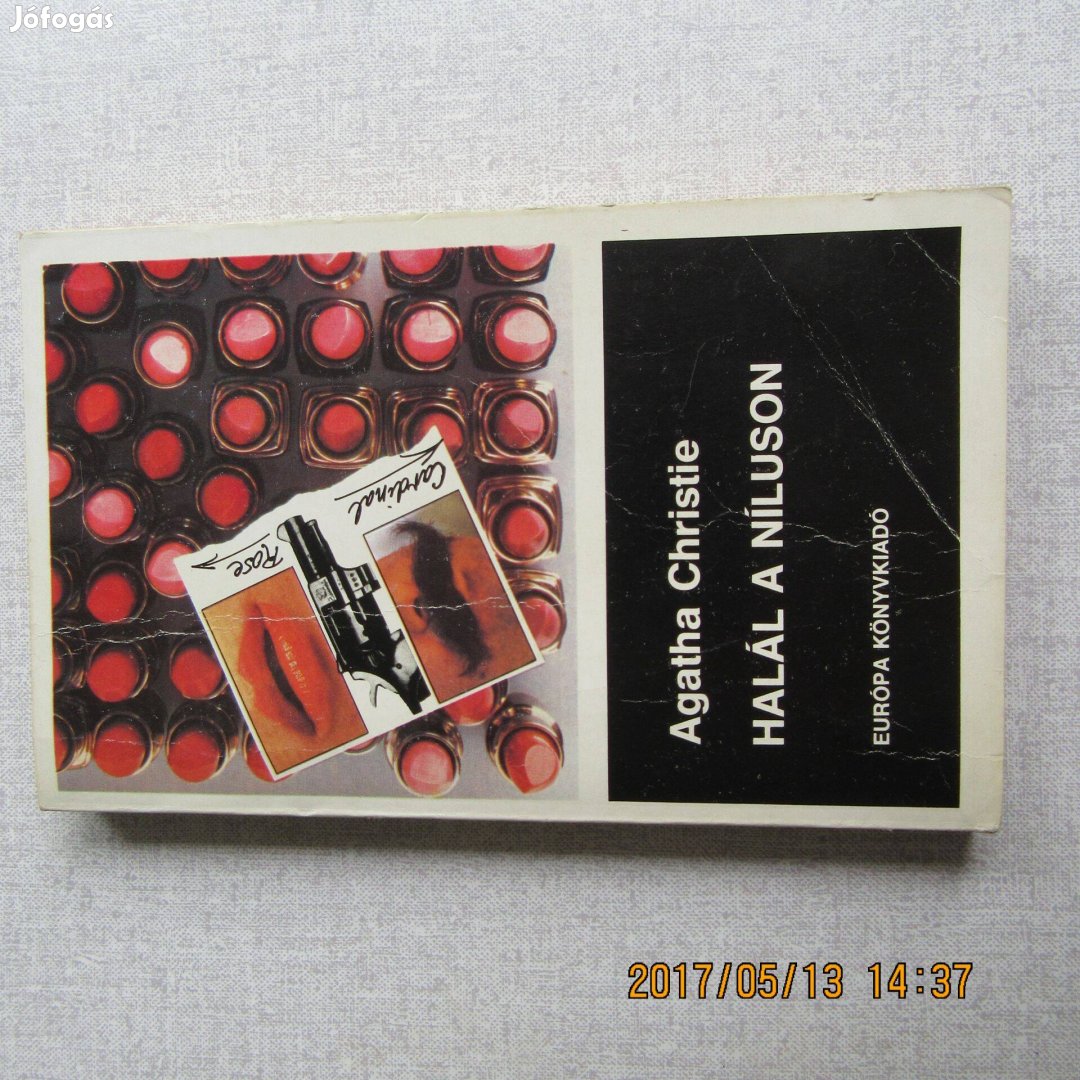 Jófogás
Cardinal
Rose
Agatha Christie
HALÁL A NÍLUSON
EURÓPA KÖNYVKIADÓ
2017/05/13 14:37